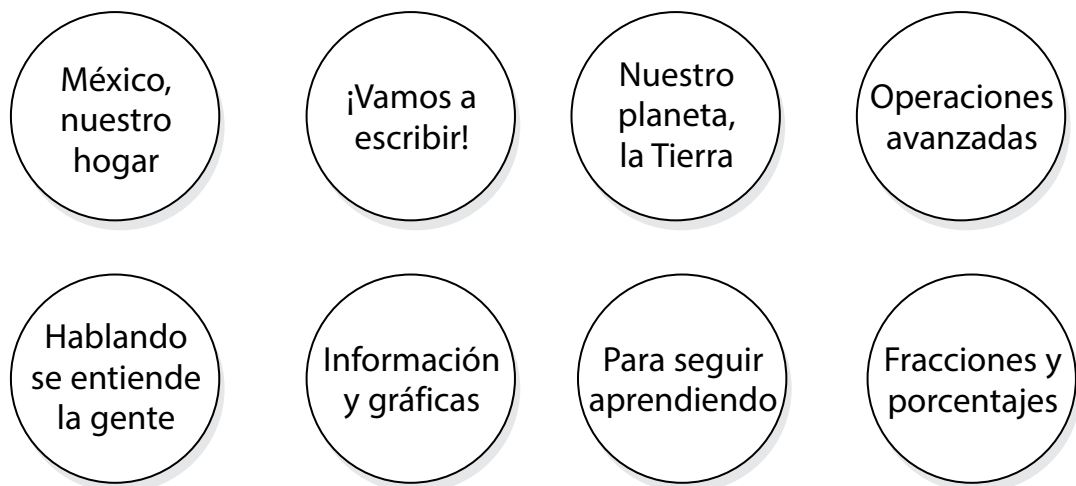 México,
nuestro
hogar
¡Vamos a
escribir!
Nuestro
planeta,
la Tierra
Operaciones
avanzadas
Hablando
se entiende
la gente
Información
y gráficas
Para seguir
aprendiendo
Fracciones y
porcentajes